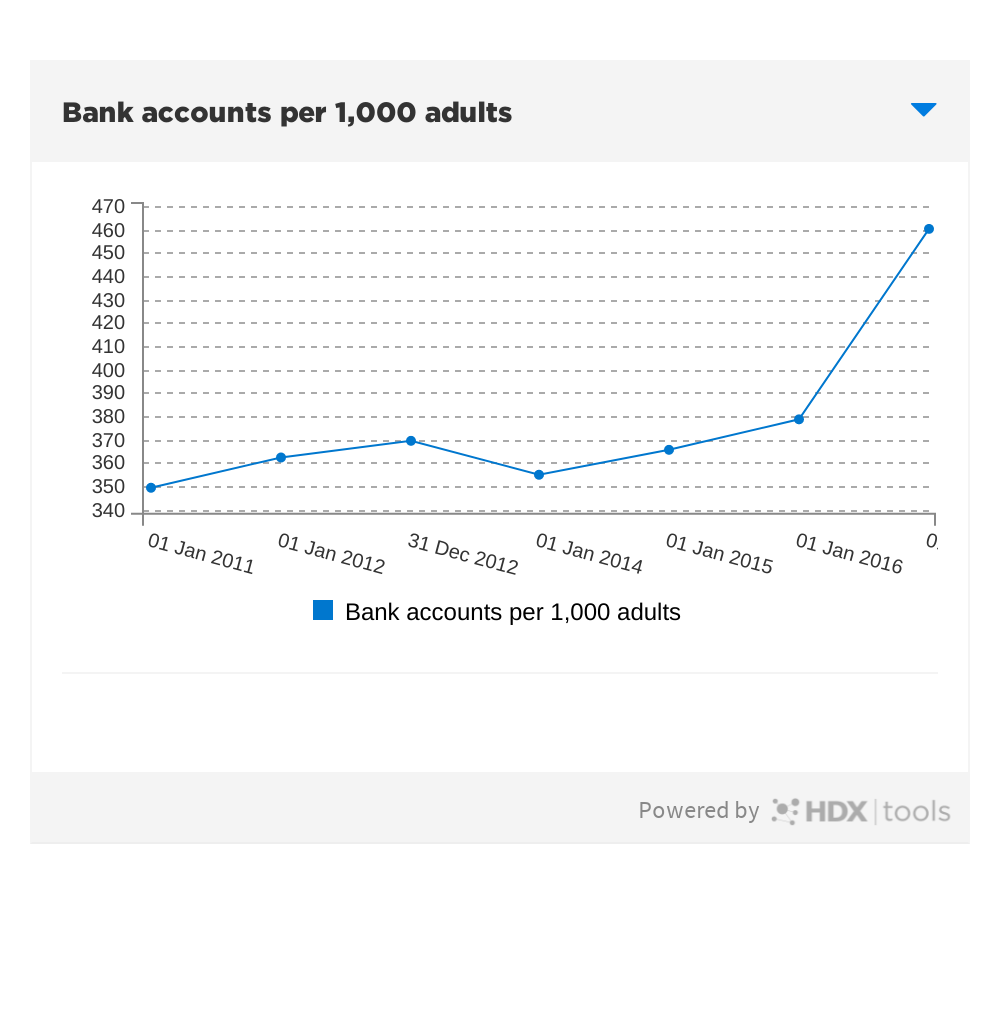 Bank accounts per 1,000 adults
470
460
450
440
430
420
410
400
390
380
370
360
350
340
01 Jan 2011
01 Jan 2012
31 Dec 2012
01 Jan 2014
01 Jan 2015
01 Jan 2016
Bank accounts per 1,000 adults
Powered by HDX tools